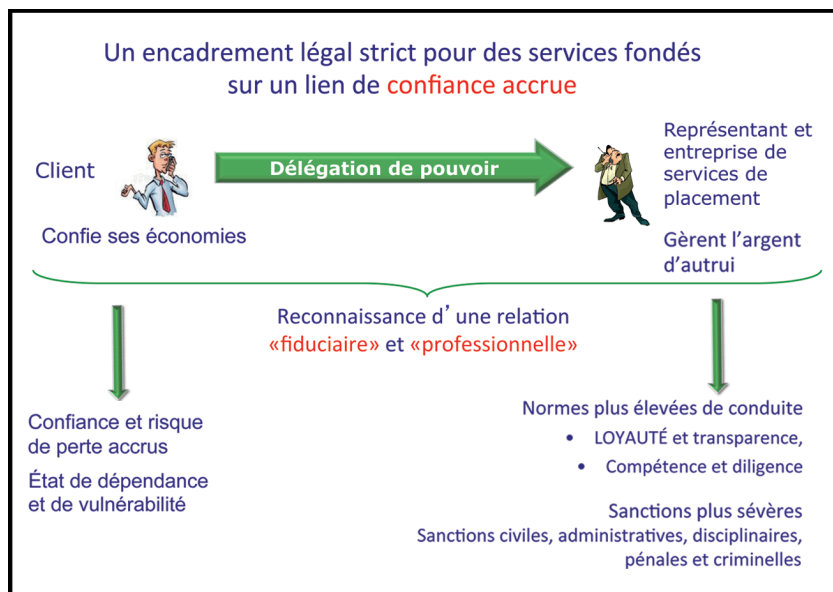 Un encadrement légal strict pour des services fondés
sur un lien de confiance accrue
Client
Confie ses économies
Délégation de pouvoir
Représentant et
entreprise de
services de
placement
Gèrent l'argent
d'autrui
Reconnaissance d' une relation
«fiduciaire» et «professionnelle»
Confiance et risque
de perte accrus
État de dépendance
et de vulnérabilité
Normes plus élevées de conduite
• LOYAUTÉ et transparence,
• Compétence et diligence
Sanctions plus sévères
Sanctions civiles, administratives, disciplinaires,
pénales et criminelles